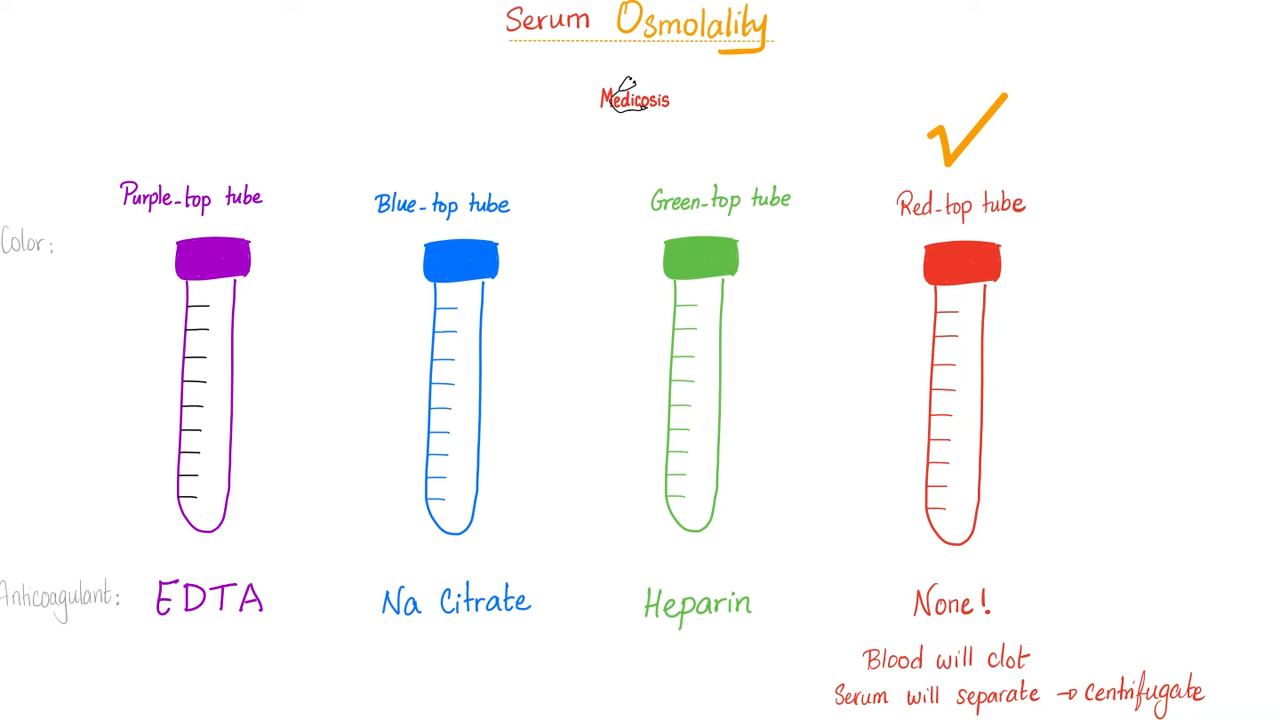 Serum Osmolality
Medicosis
Purple-top tube
Blue-top tube
Green-top tube
Red-top tube
Color:
Anticoagulant:
EDTA
Na Citrate
Heparin
None!
Blood will clot
Serum will separate → centrifugate